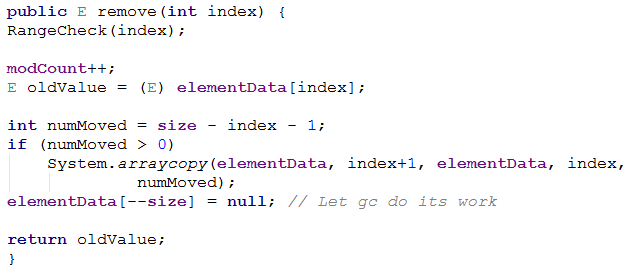 public E remove(int index) {
RangeCheck(index);
modCount++;
E oldValue = (E) elementData[index];
int numMoved = size - index - 1;
if (numMoved > 0)
System.arraycopy(elementData, index+1, elementData, index,
numMoved);
elementData[--size] = null; // Let gc do its work
return oldValue;
}